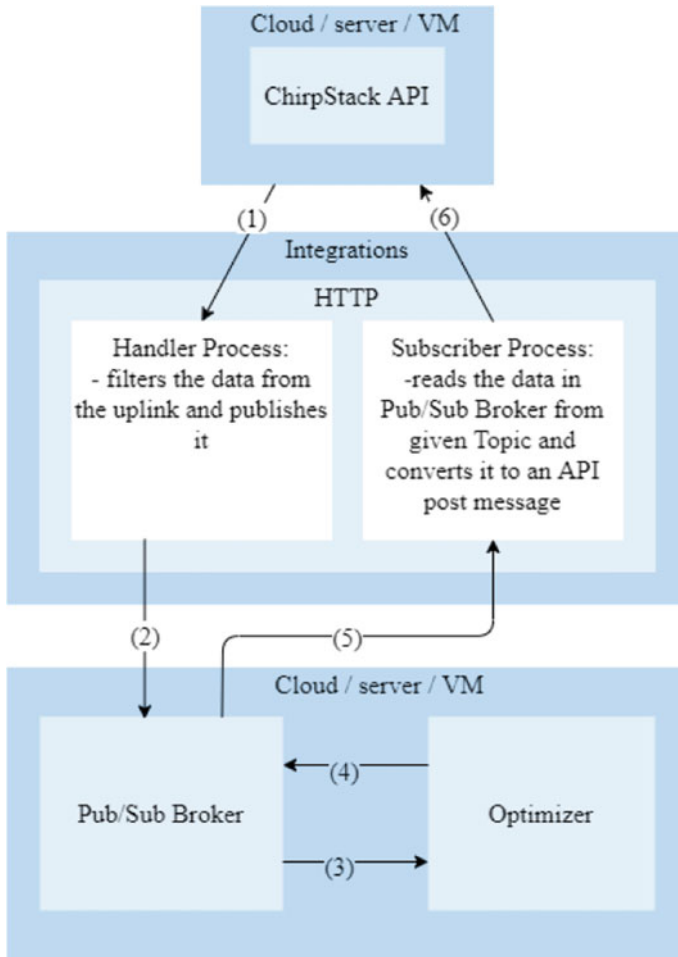 Cloud / server / VM
ChirpStack API
(1)
(6)
Integrations
HTTP
Handler Process:
- filters the data from
the uplink and publishes
it
Subscriber Process:
-reads the data in
Pub/Sub Broker from
given Topic and
converts it to an API
post message
(2)
(5)
Cloud / server / VM
Pub/Sub Broker
(4)
(3)
Optimizer